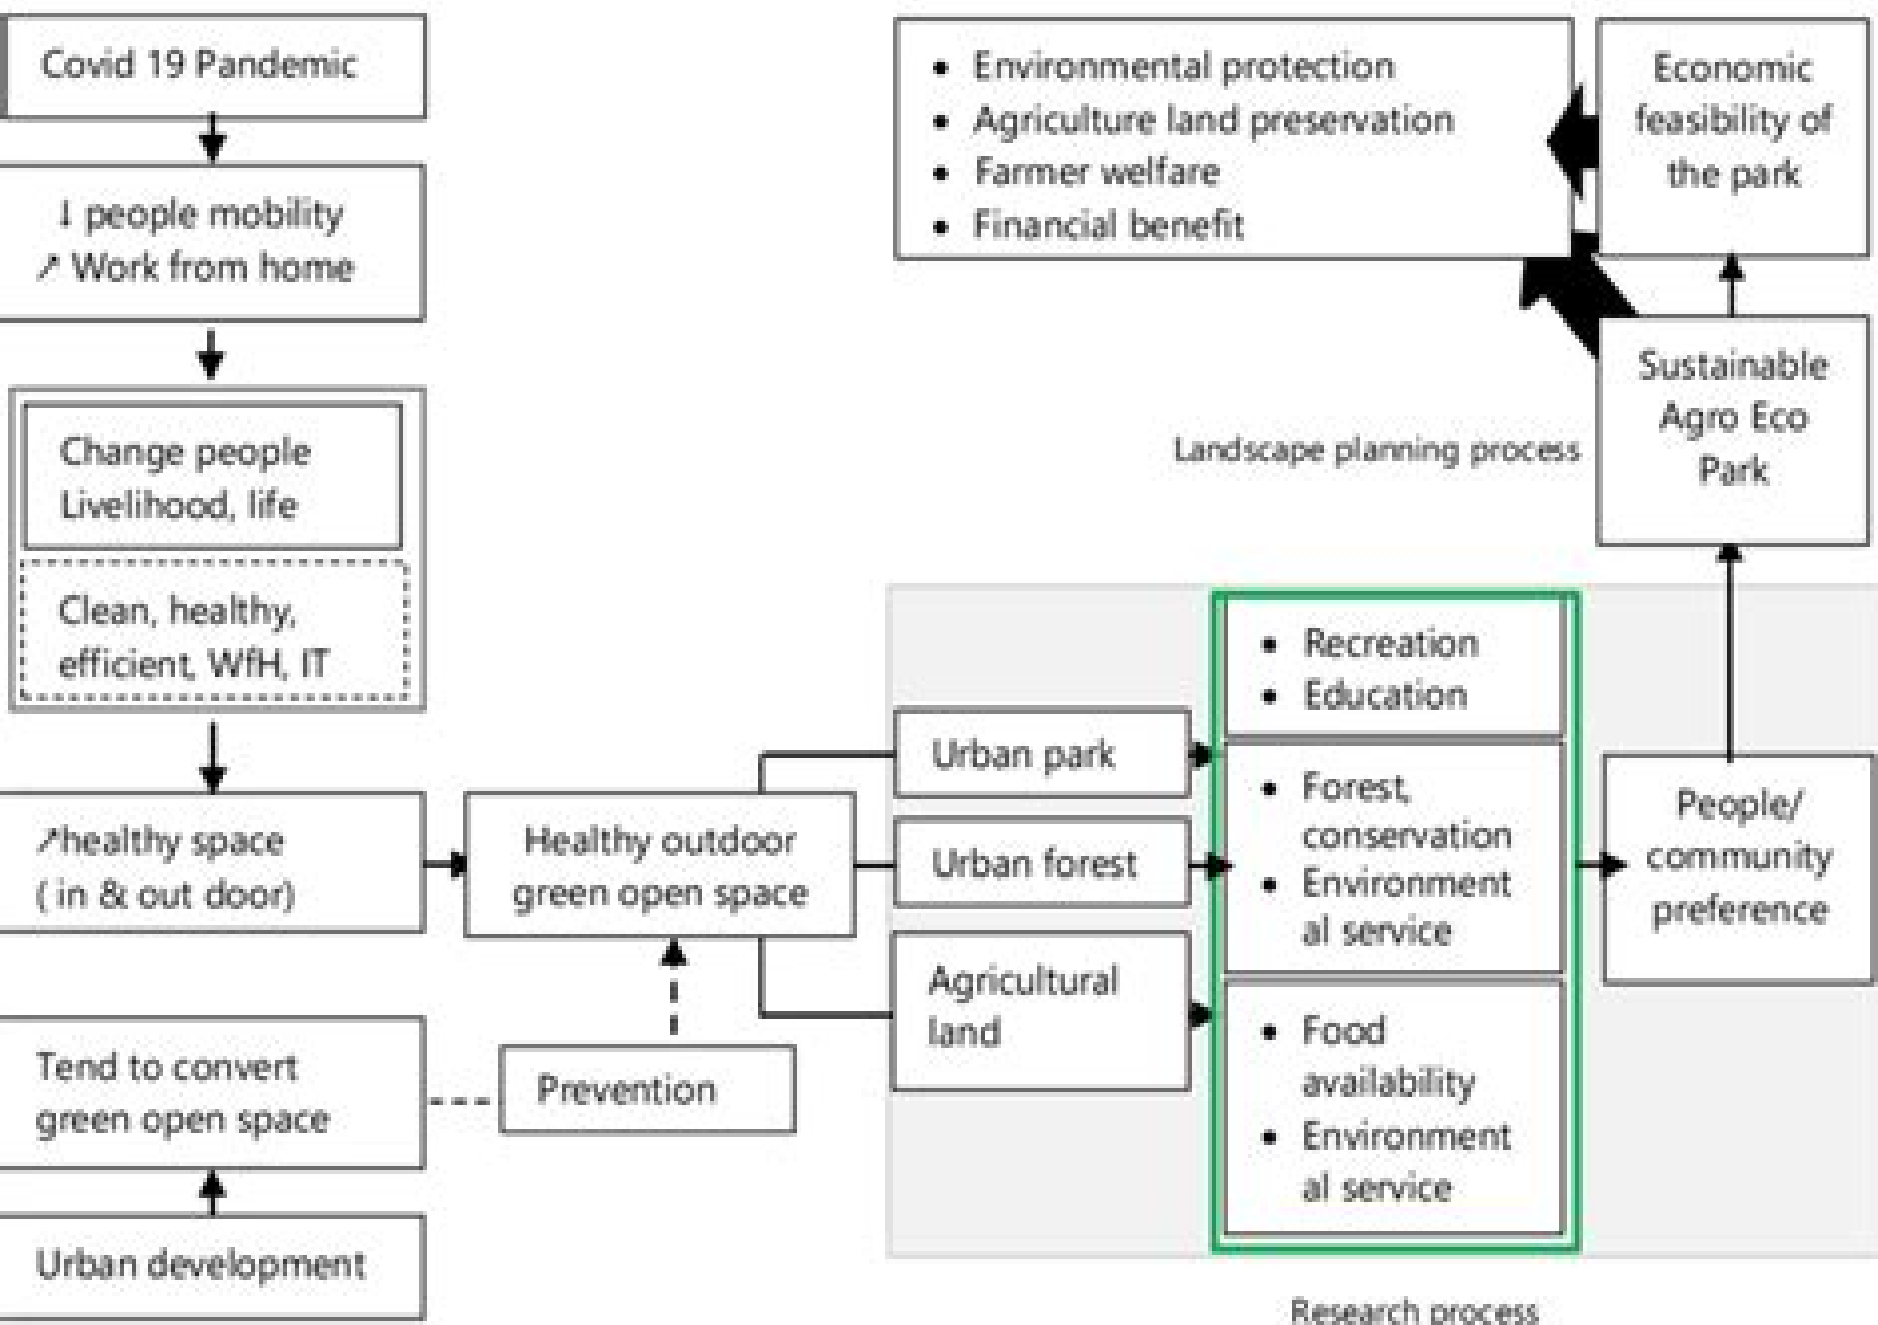 Covid 19 Pandemic
↓ people mobility
↗ Work from home
Change people
Livelihood, life
Clean, healthy,
efficient, WfH, IT
↗healthy space
( in & out door)
Tend to convert
green open space
Urban development
Healthy outdoor
green open space
Prevention
Urban park
Urban forest
Agricultural
land
• Recreation
• Education
• Forest,
conservation
• Environment
al service
• Food
availability
• Environment
al service
Research process
People/
community
preference
Landscape planning process
Sustainable
Agro Eco
Park
Economic
feasibility of
the park
• Environmental protection
• Agriculture land preservation
• Farmer welfare
• Financial benefit